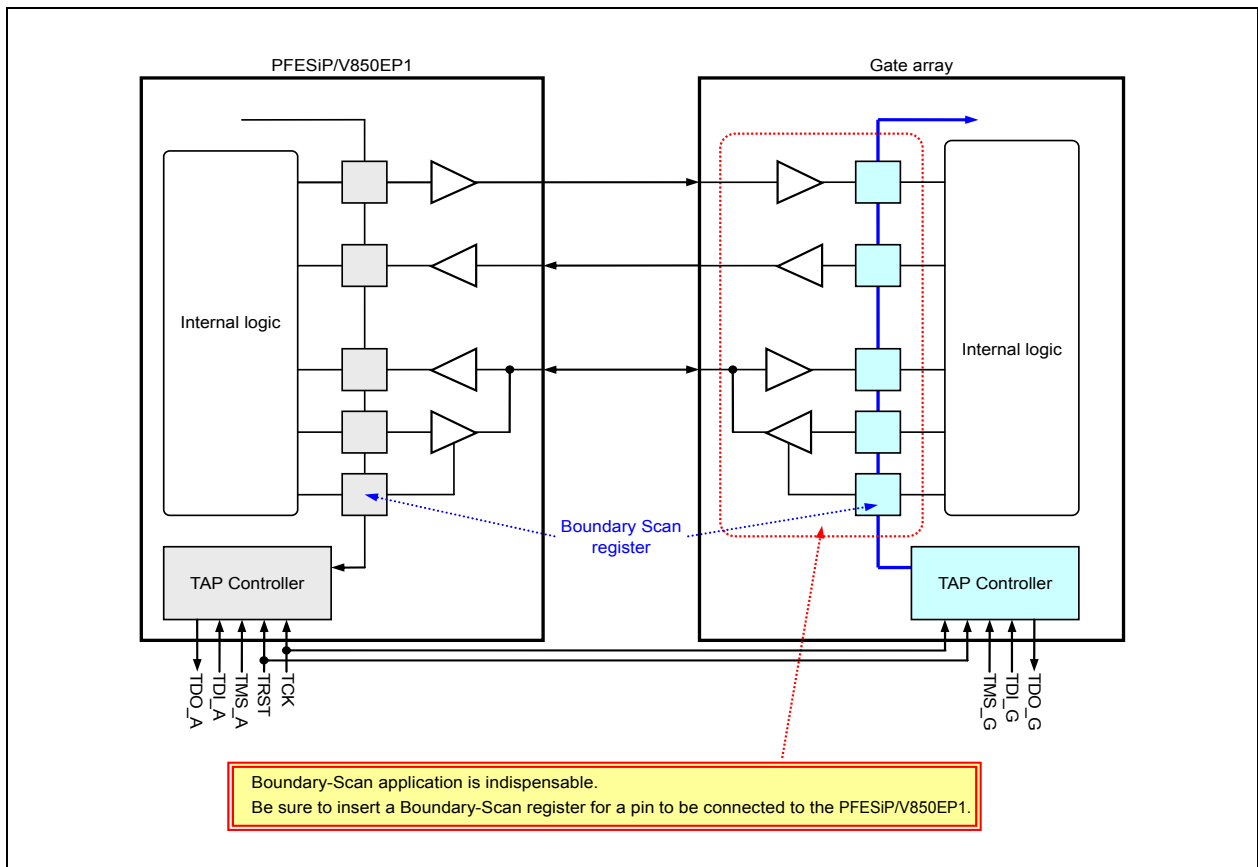 PFESiP/V850EP1
Gate array
Internal logic
Internal logic
Boundary Scan
register
TAP Controller
TAP Controller
TDO_A
TDI_A
TMS_A
TRST
TCK
TMS_G
TDI_G
TDO_G
Boundary-Scan application is indispensable.
Be sure to insert a Boundary-Scan register for a pin to be connected to the PFESiP/V850EP1.